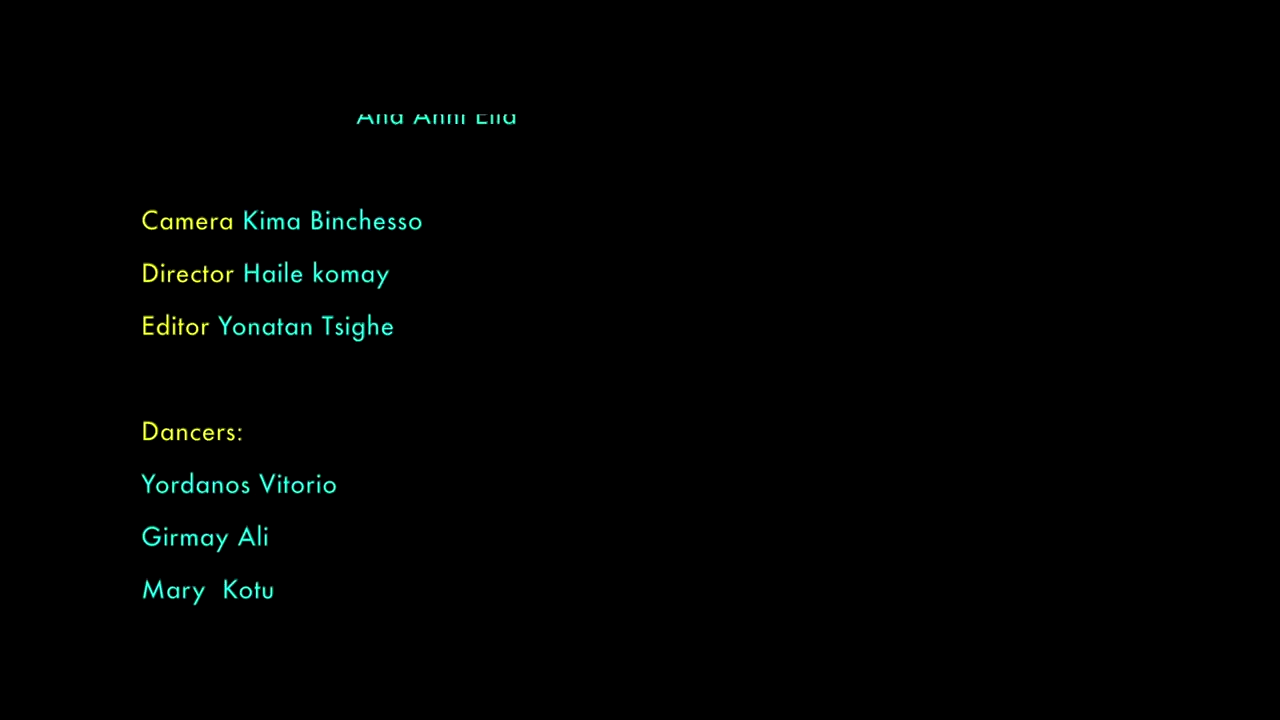 Camera Kima Binchesso
Director Haile komay
Editor Yonatan Tsighe
Dancers:
Yordanos Vitorio
Girmay Ali
Mary Kotu